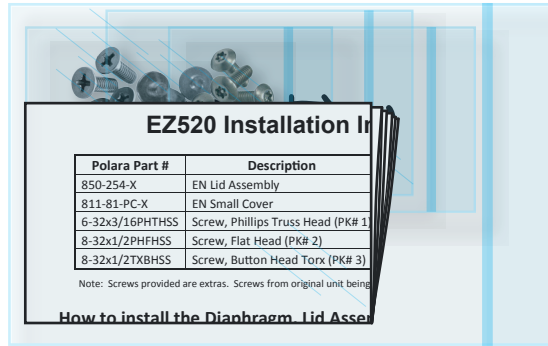 EZ520 Installation
Polara Part # Description
850-254-X EN Lid Assembly
811-81-PC-X EN Small Cover
6-32x3/16PHTHSS Screw, Phillips Truss Head (PK# 1)
8-32x1/2PHFHSS Screw, Flat Head (PK# 2)
8-32x1/2TXBHSS Screw, Button Head Torx (PK# 3)
Note: Screws provided are extras. Screws from original unit being
How to install the Diaphragm, Lid